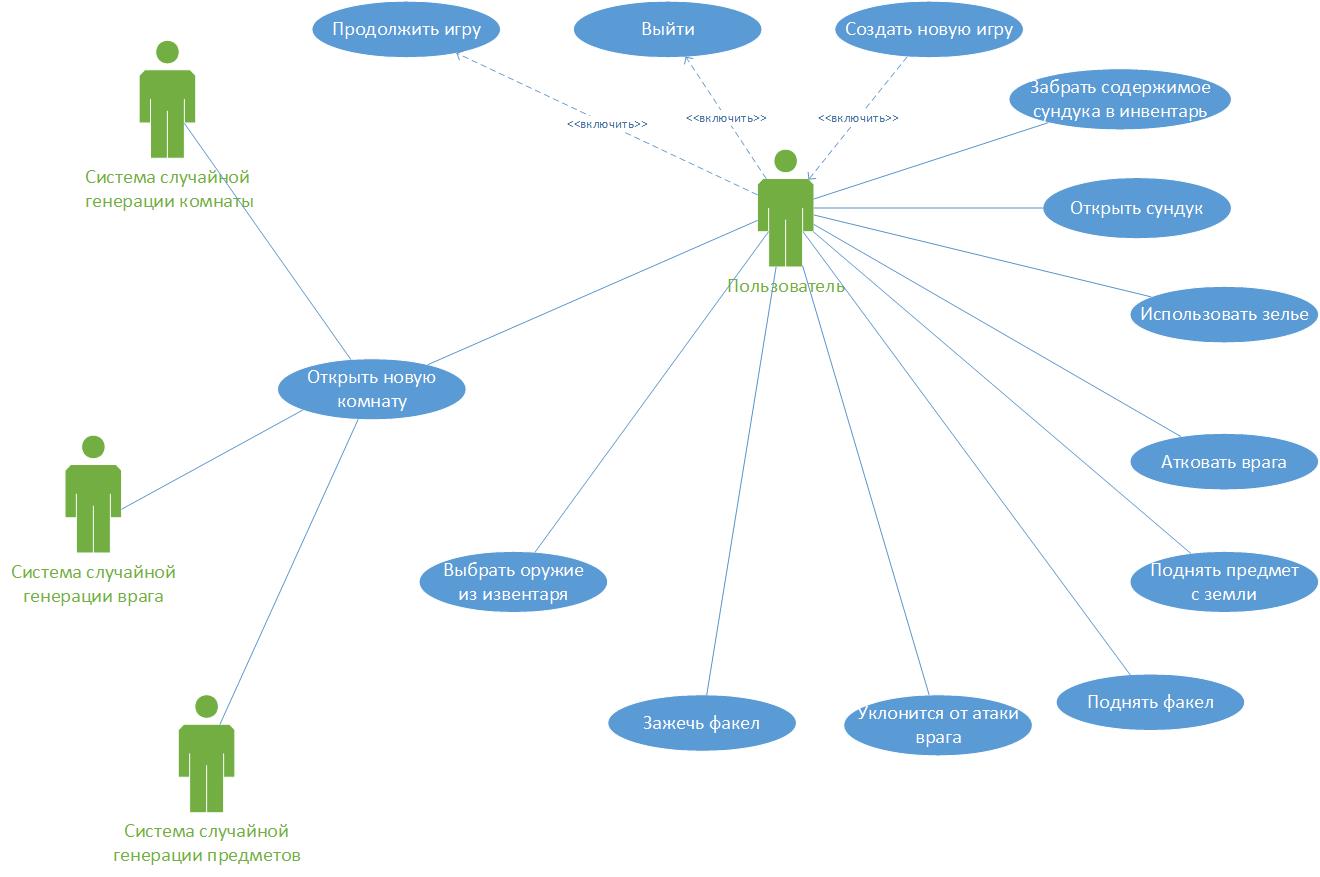 Продолжить игру
Выйти
Создать новую игру
Забрать содержимое
сундука в инвентарь
<<включить>>
<<включить>>
<<включить>>
Система случайной
генерации комнаты
Открыть сундук
Пользователь
Использовать зелье
Открыть новую
комнату
Атковать врага
Система случайной
генерации врага
Выбрать оружие
из извентаря
Поднять предмет
с земли
Зажечь факел
Уклонится от атаки
врага
Поднять факел
Система случайной
генерации предметов